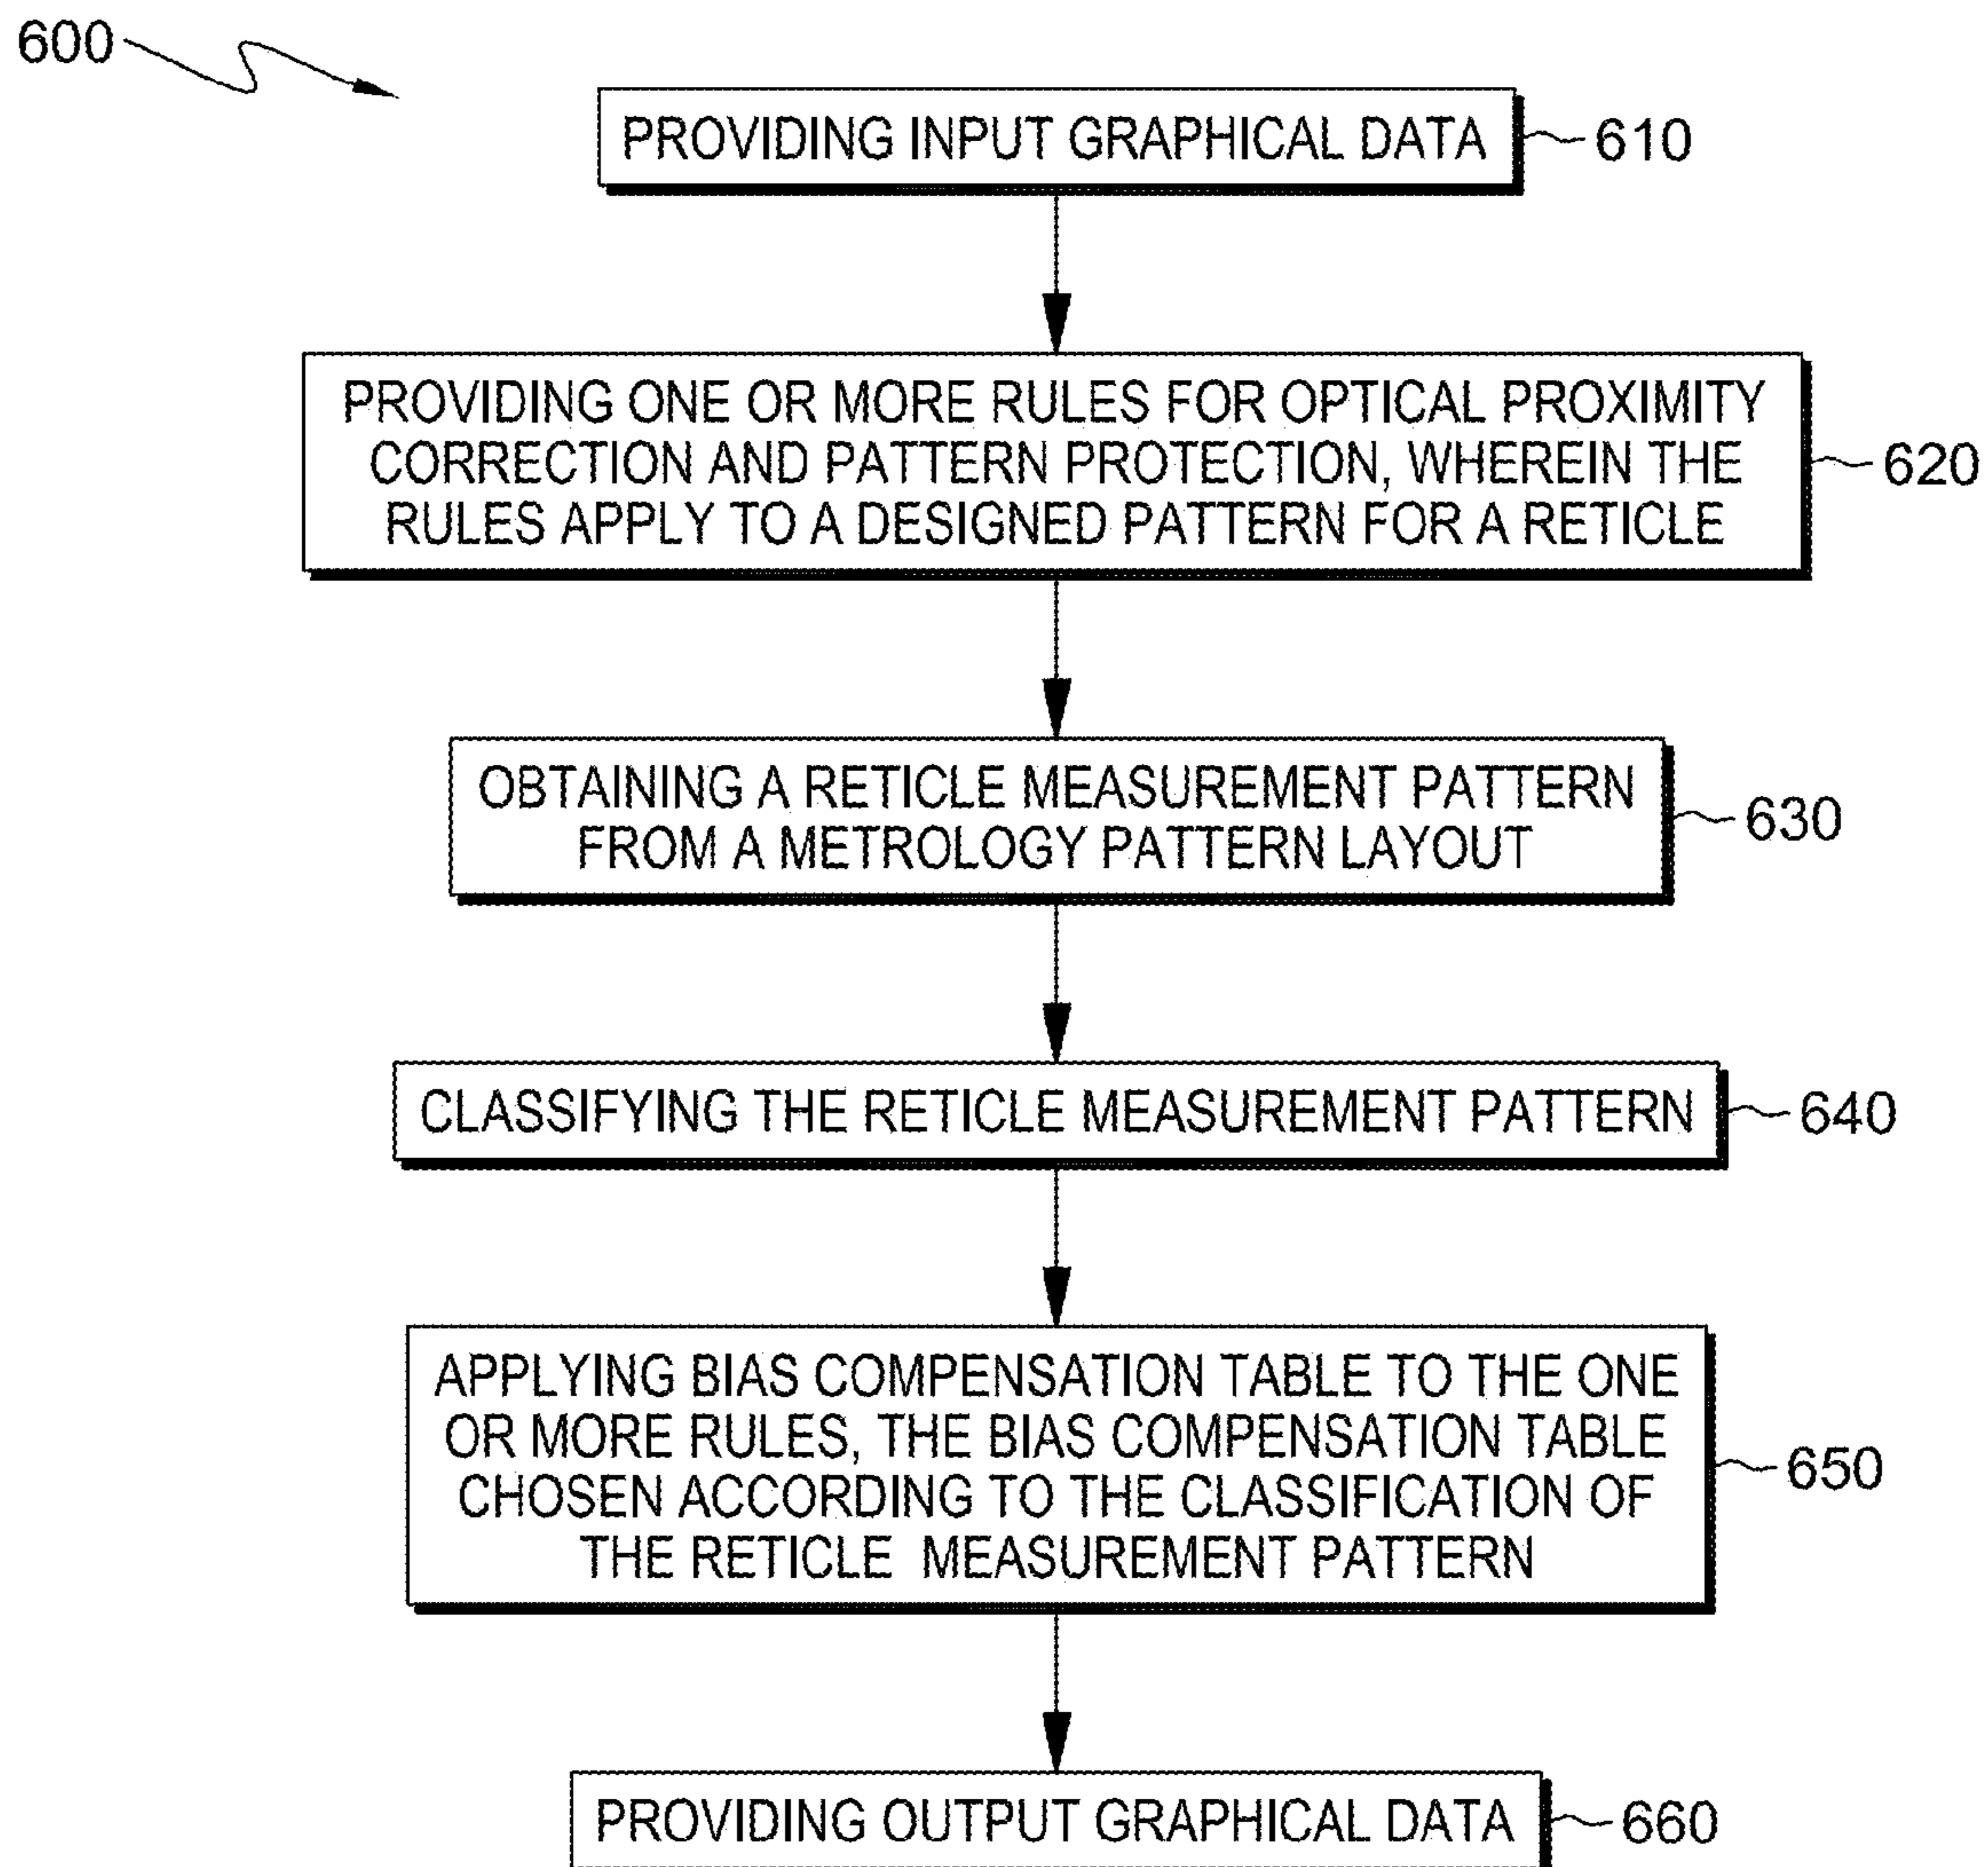 600
PROVIDING INPUT GRAPHICAL DATA
610
PROVIDING ONE OR MORE RULES FOR OPTICAL PROXIMITY
CORRECTION AND PATTERN PROTECTION, WHEREIN THE
RULES APPLY TO A DESIGNED PATTERN FOR A RETICLE
620
OBTAINING A RETICLE MEASUREMENT PATTERN
FROM A METROLOGY PATTERN LAYOUT
630
CLASSIFYING THE RETICLE MEASUREMENT PATTERN
640
APPLYING BIAS COMPENSATION TABLE TO THE ONE
OR MORE RULES, THE BIAS COMPENSATION TABLE
CHOSEN ACCORDING TO THE CLASSIFICATION OF
THE RETICLE MEASUREMENT PATTERN
650
PROVIDING OUTPUT GRAPHICAL DATA
660